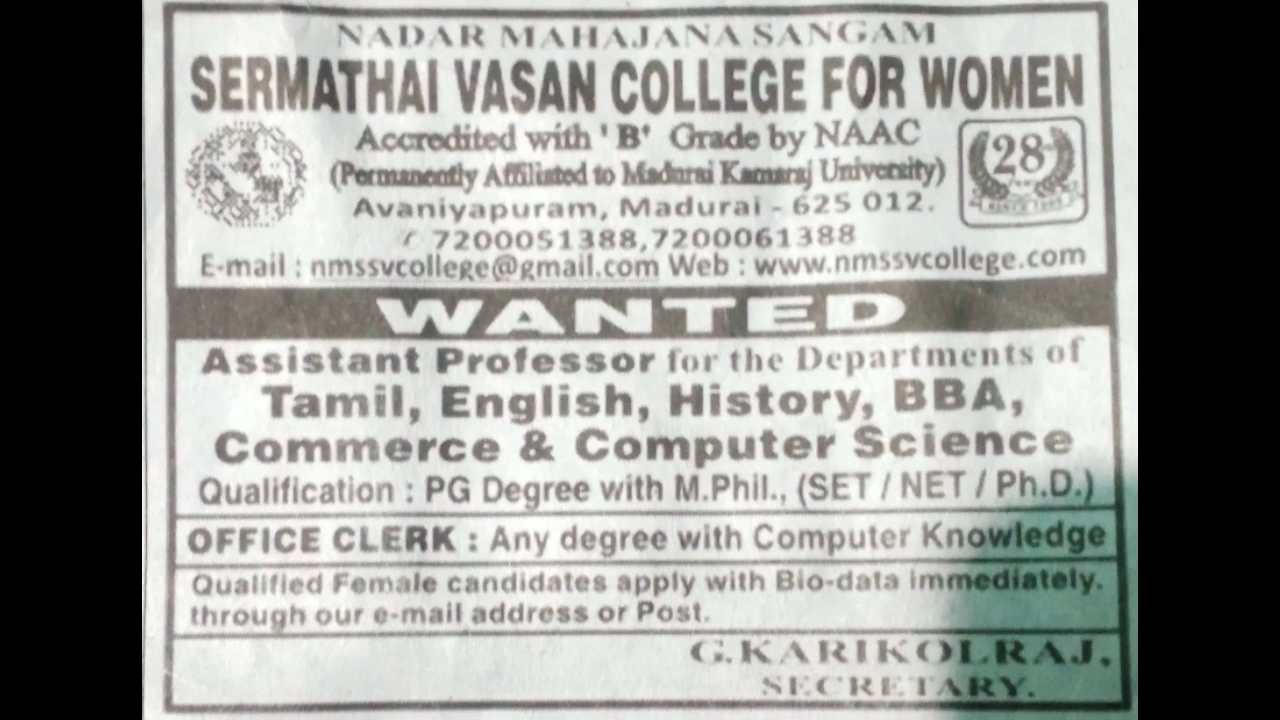 NADAR MAHAJANA SANGAM
SERMATHAI VASAN COLLEGE FOR WOMEN
Accredited with 'B' Grade by NAAC
(Permanently Affiliated to Madurai Kamaraj University)
28
Avaniyapuram, Madurai - 625 012.
✆ 7200051388,7200061388
E-mail : nmssvcollege@gmail.com Web : www.nmssvcollege.com
WANTED
Assistant Professor for the Departments of
Tamil, English, History, BBA,
Commerce & Computer Science
Qualification : PG Degree with M.Phil., (SET / NET / Ph.D.)
OFFICE CLERK : Any degree with Computer Knowledge
Qualified Female candidates apply with Bio-data immediately.
through our e-mail address or Post.
G.KARIKOLRAJ,
SECRETARY.